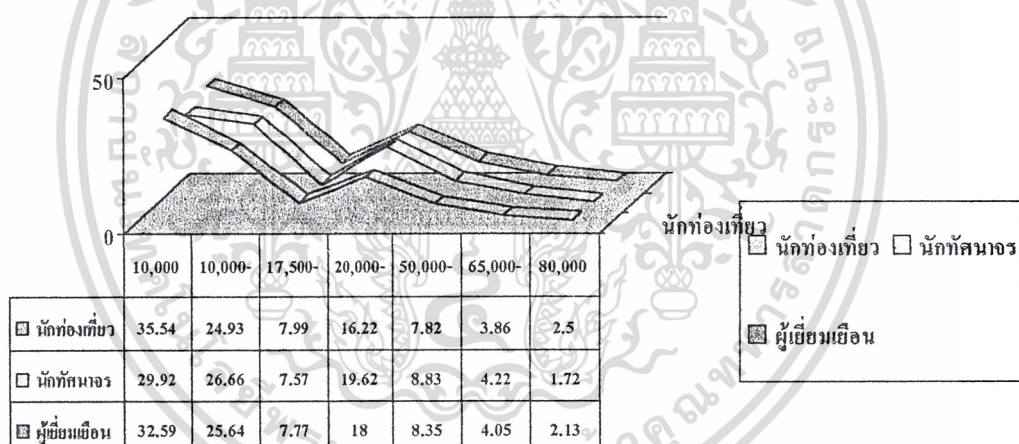 50
0
นักท่องเที่ยว
10,000 10,000- 17,500- 20,000- 50,000- 65,000- 80,000
นักท่องเที่ยว 35.54 24.93 7.99 16.22 7.82 3.86 2.5
นักทัศนาจร 29.92 26.66 7.57 19.62 8.83 4.22 1.72
ผู้เยี่ยมเยือน 32.59 25.64 7.77 18 8.35 4.05 2.13
นักท่องเที่ยว นักทัศนาจร
ผู้เยี่ยมเยือน